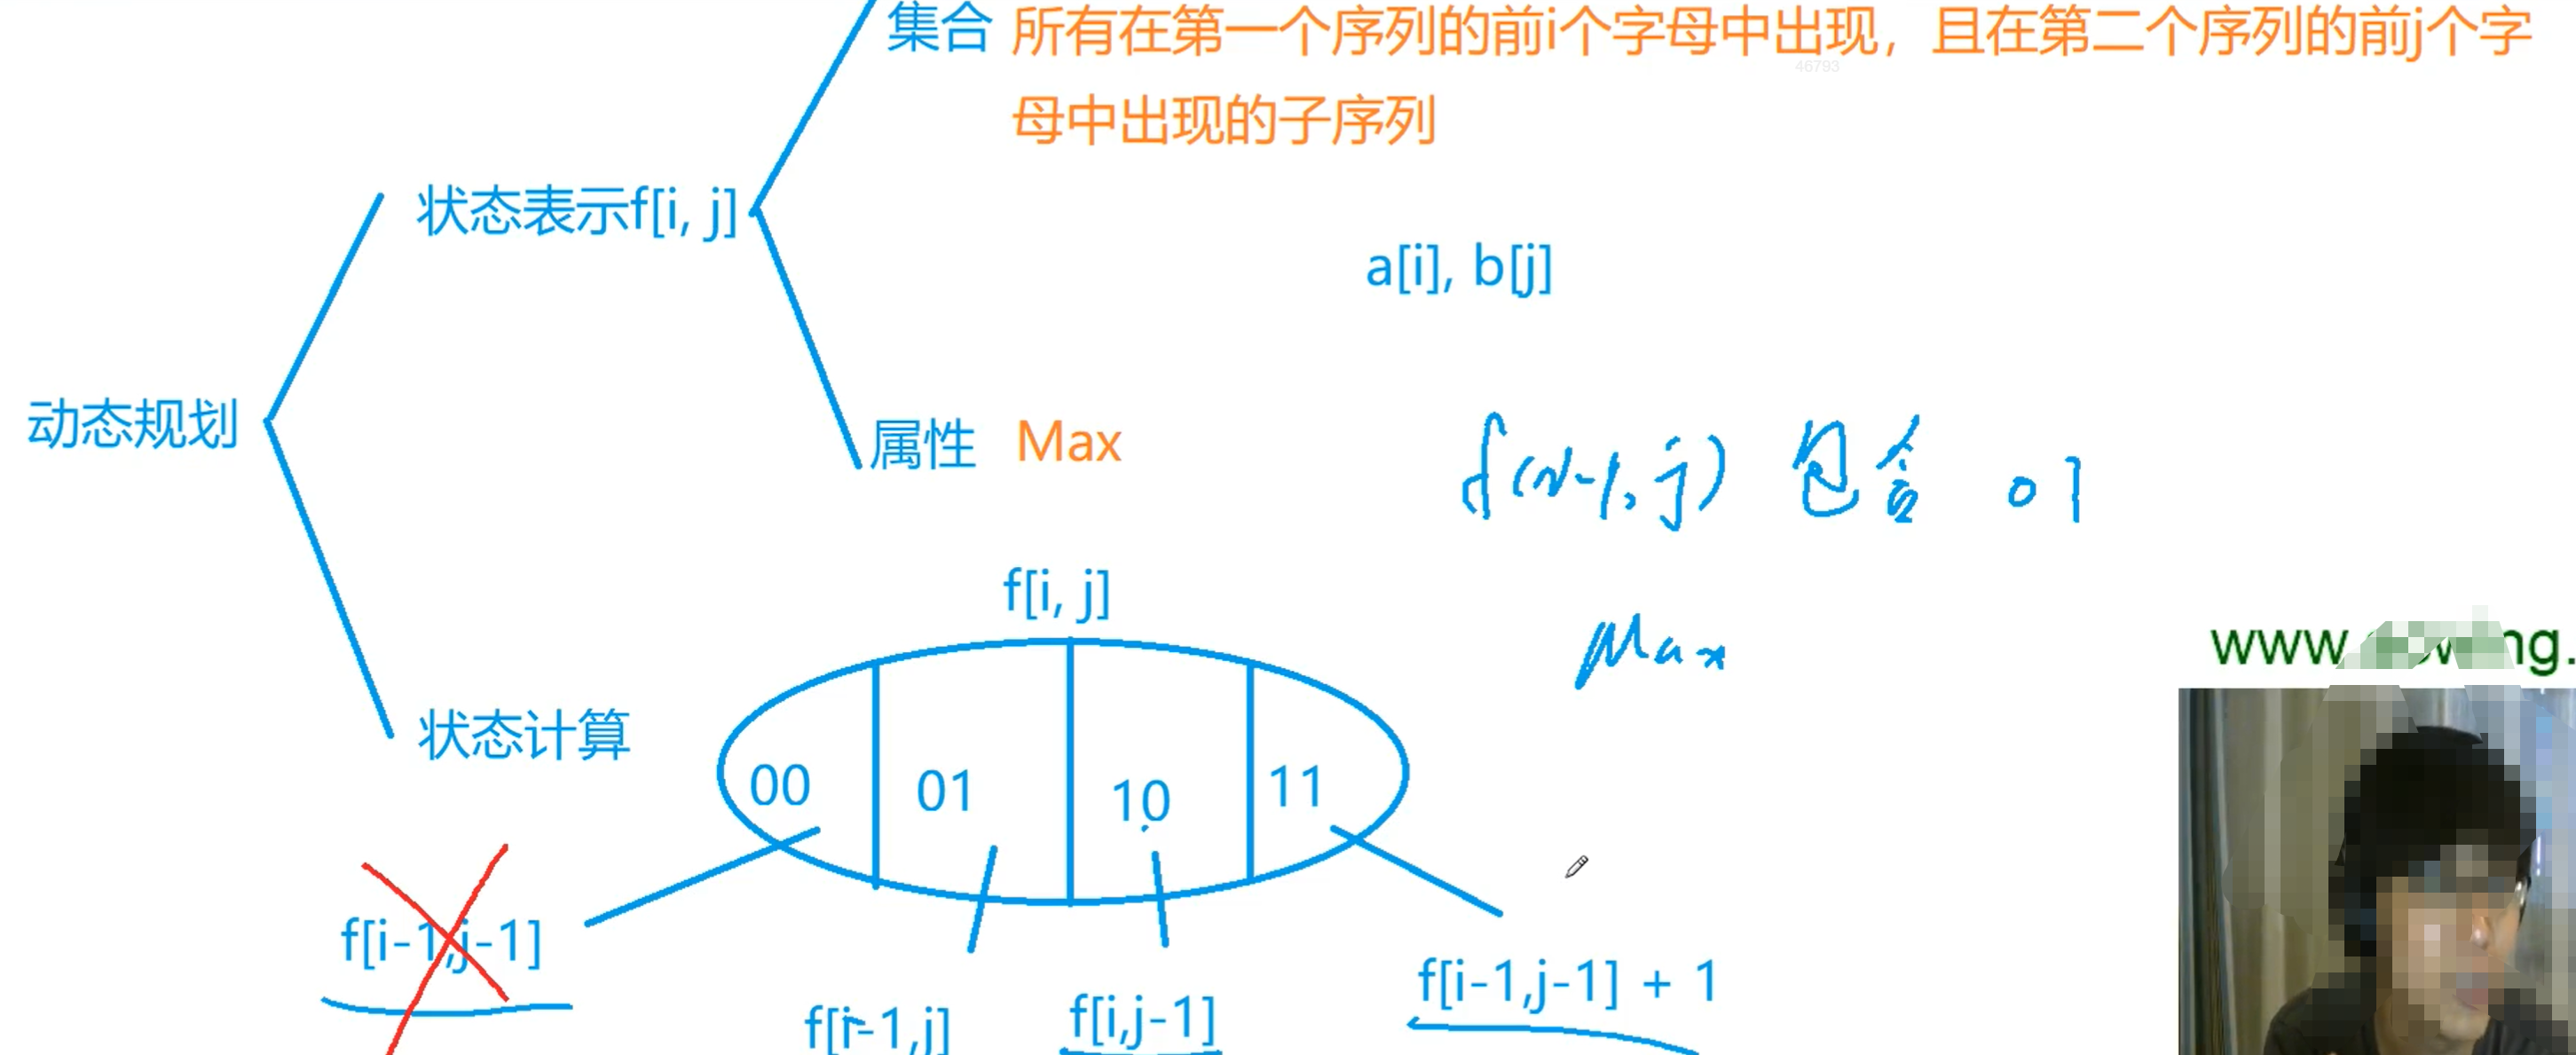 集合 所有在第一个序列的前i个字母中出现，且在第二个序列的前j个字
46793
母中出现的子序列
状态表示f[i, j]
a[i], b[j]
动态规划
属性 Max
f(i-1, j) 包含 01
f[i, j]
Max
www.
ng.
状态计算
00 01 10 11
f[i-1,j-1]
f[i-1,j-1] + 1
f[i-1,j] f[i,j-1]